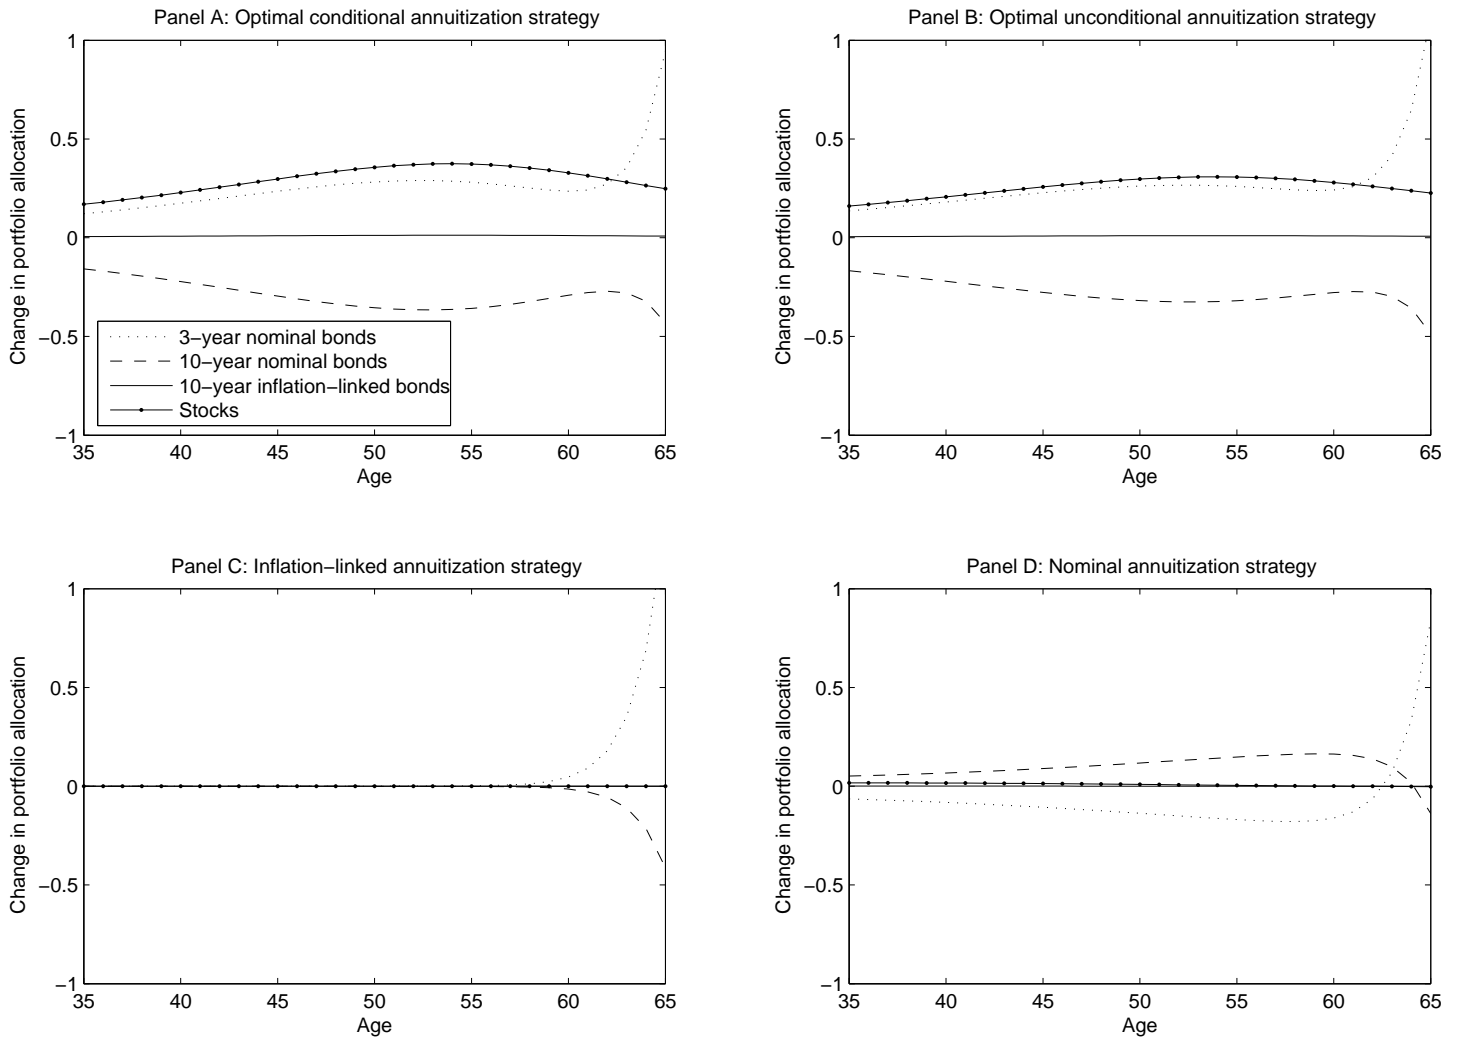 Panel A: Optimal conditional annuitization strategy
Change in portfolio allocation
1
0.5
0
−0.5
−1
3−year nominal bonds
10−year nominal bonds
10−year inflation−linked bonds
Stocks
35 40 45 50 55 60 65
Age
Panel B: Optimal unconditional annuitization strategy
Change in portfolio allocation
1
0.5
0
−0.5
−1
35 40 45 50 55 60 65
Age
Panel C: Inflation−linked annuitization strategy
Change in portfolio allocation
1
0.5
0
−0.5
−1
35 40 45 50 55 60 65
Age
Panel D: Nominal annuitization strategy
Change in portfolio allocation
1
0.5
0
−0.5
−1
35 40 45 50 55 60 65
Age